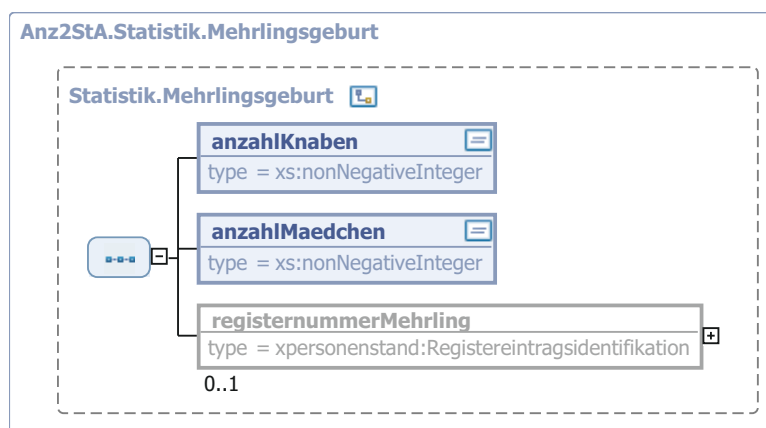 Anz2StA.Statistik.Mehrlingsgeburt
Statistik.Mehrlingsgeburt
anzahlKnaben
type = xs:nonNegativeInteger
anzahlMaedchen
type = xs:nonNegativeInteger
registernummerMehrling
type = xpersonenstand:Registereintragsidentifikation
0..1